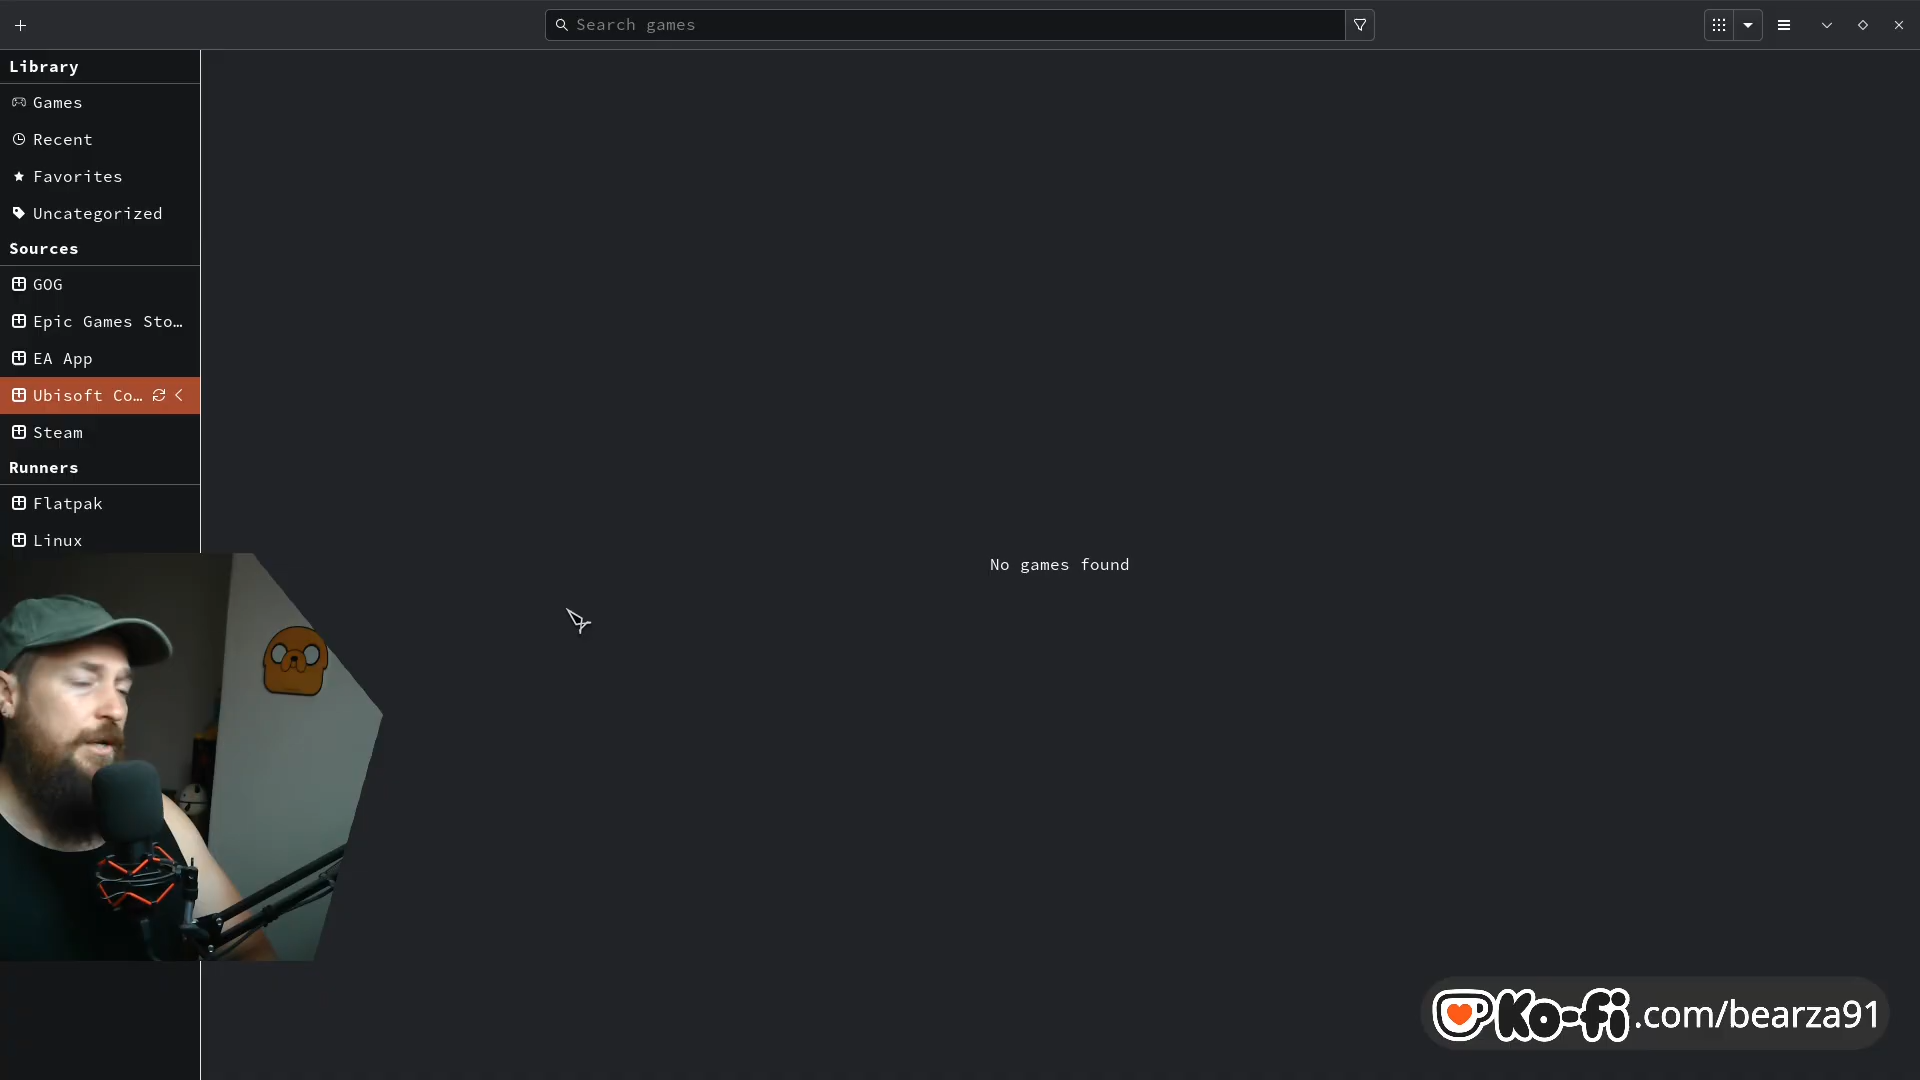 Search games
Library
Games
Recent
Favorites
Uncategorized
Sources
GOG
Epic Games Sto…
EA App
Ubisoft Co…
Steam
Runners
Flatpak
Linux
No games found
Ko-fi.com/bearza91